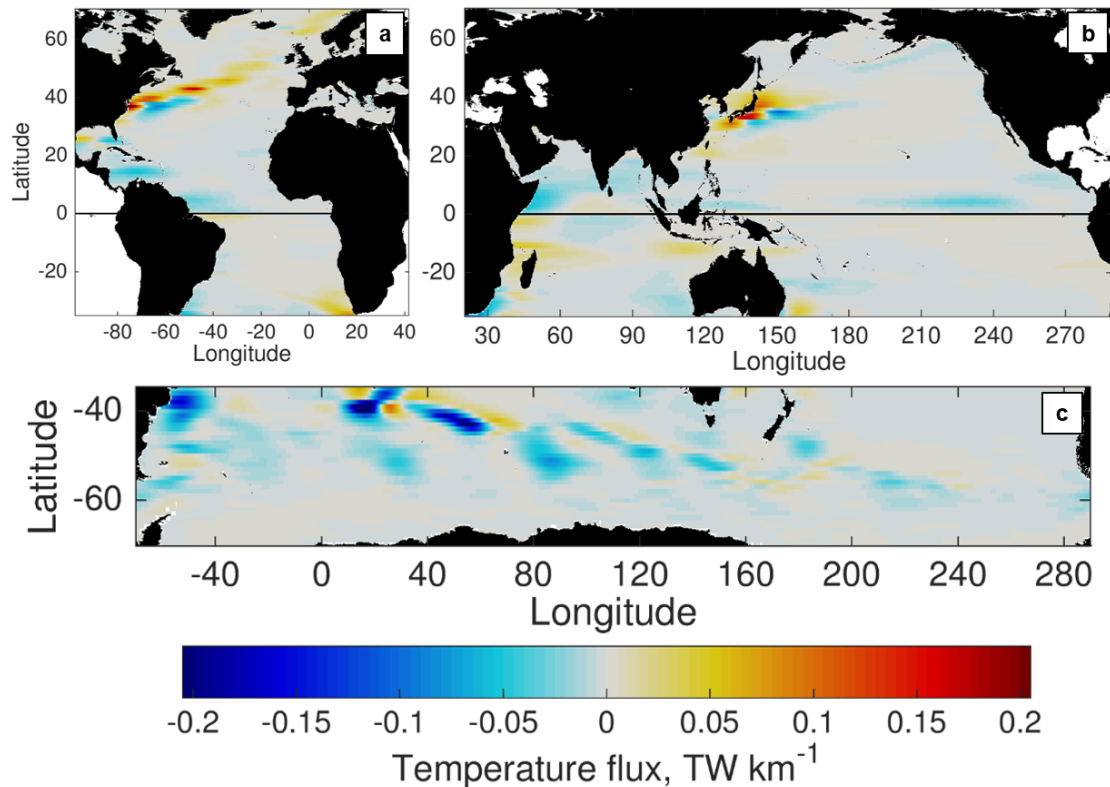 a
b
Latitude
60
40
20
0
-20
-80 -60 -40 -20 0 20 40
Longitude
60
40
20
0
-20
30 60 90 120 150 180 210 240 270
Longitude
c
Latitude
-40
-60
-40 0 40 80 120 160 200 240 280
Longitude
-0.2 -0.15 -0.1 -0.05 0 0.05 0.1 0.15 0.2
Temperature flux, TW km⁻¹